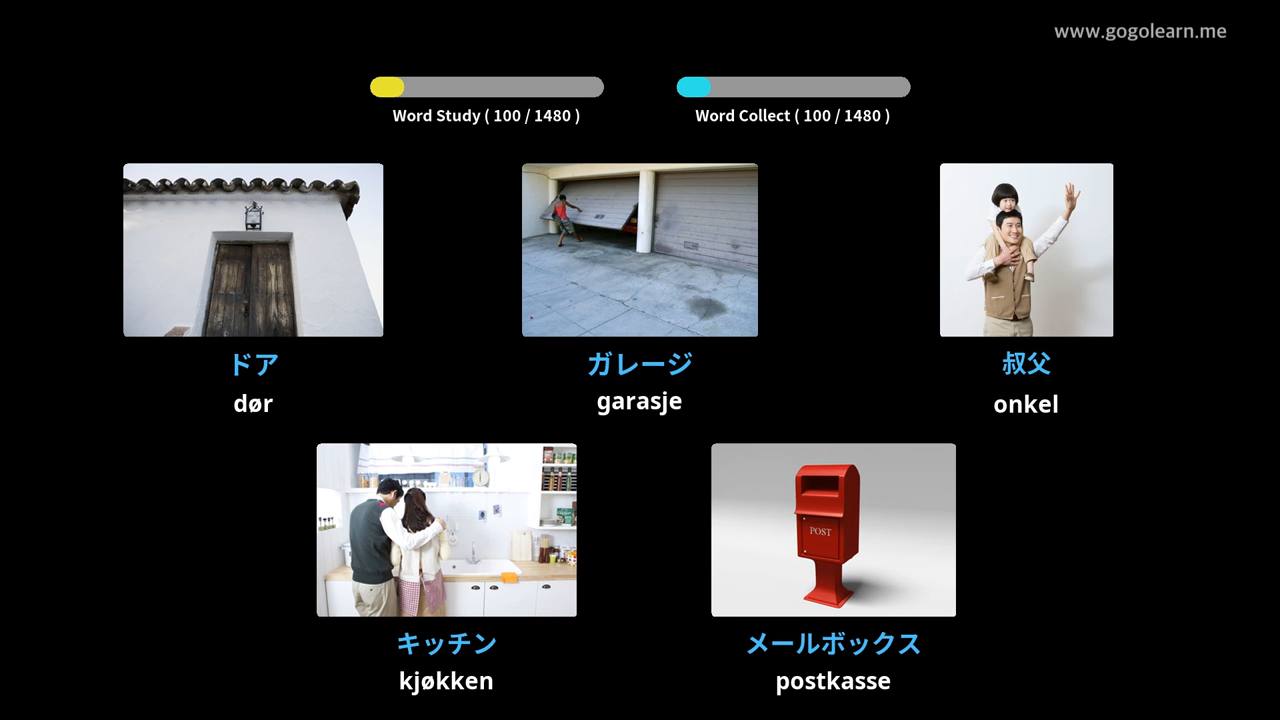 www.gogolearn.me
Word Study ( 100 / 1480 )
Word Collect ( 100 / 1480 )
ドア
dør
ガレージ
garasje
叔父
onkel
POST
キッチン
kjøkken
メールボックス
postkasse